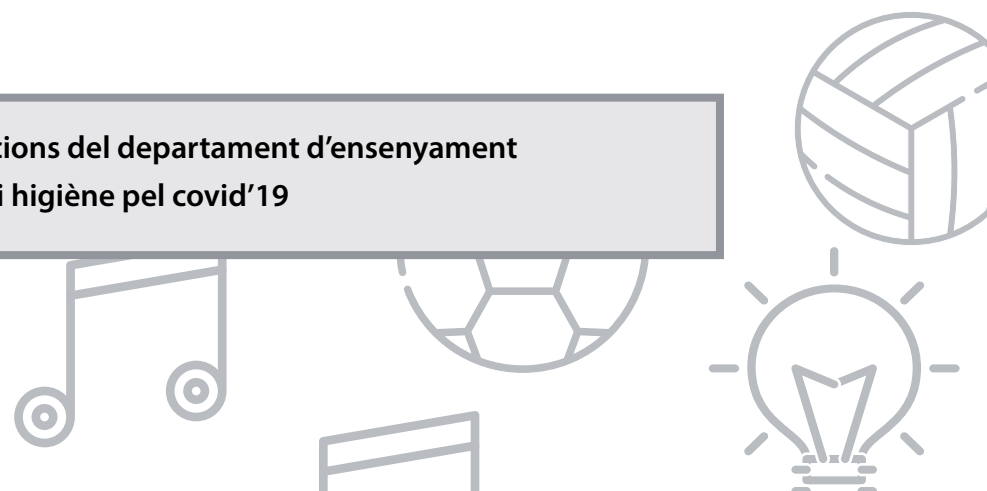 tions del departament d’ensenyament
i higiène pel covid’19